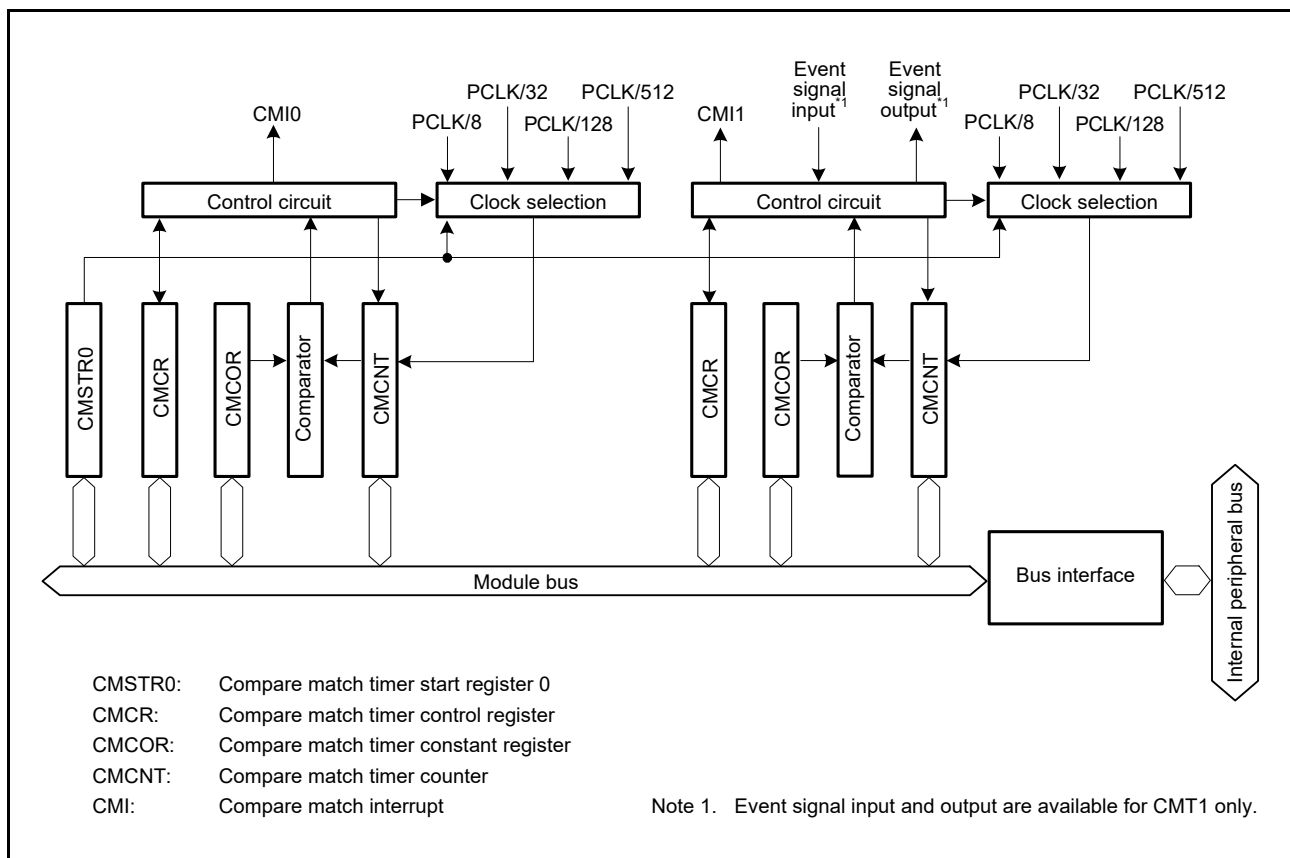 CMI0
PCLK/8
PCLK/32
PCLK/128
PCLK/512
CMI1
Event
signal
input*1
Event
signal
output*1
PCLK/8
PCLK/32
PCLK/128
PCLK/512
Control circuit
Clock selection
Control circuit
Clock selection
CMSTR0
CMCR
CMCOR
Comparator
CMCNT
CMCR
CMCOR
Comparator
CMCNT
Module bus
Bus interface
Internal peripheral bus
CMSTR0: Compare match timer start register 0
CMCR: Compare match timer control register
CMCOR: Compare match timer constant register
CMCNT: Compare match timer counter
CMI: Compare match interrupt
Note 1. Event signal input and output are available for CMT1 only.